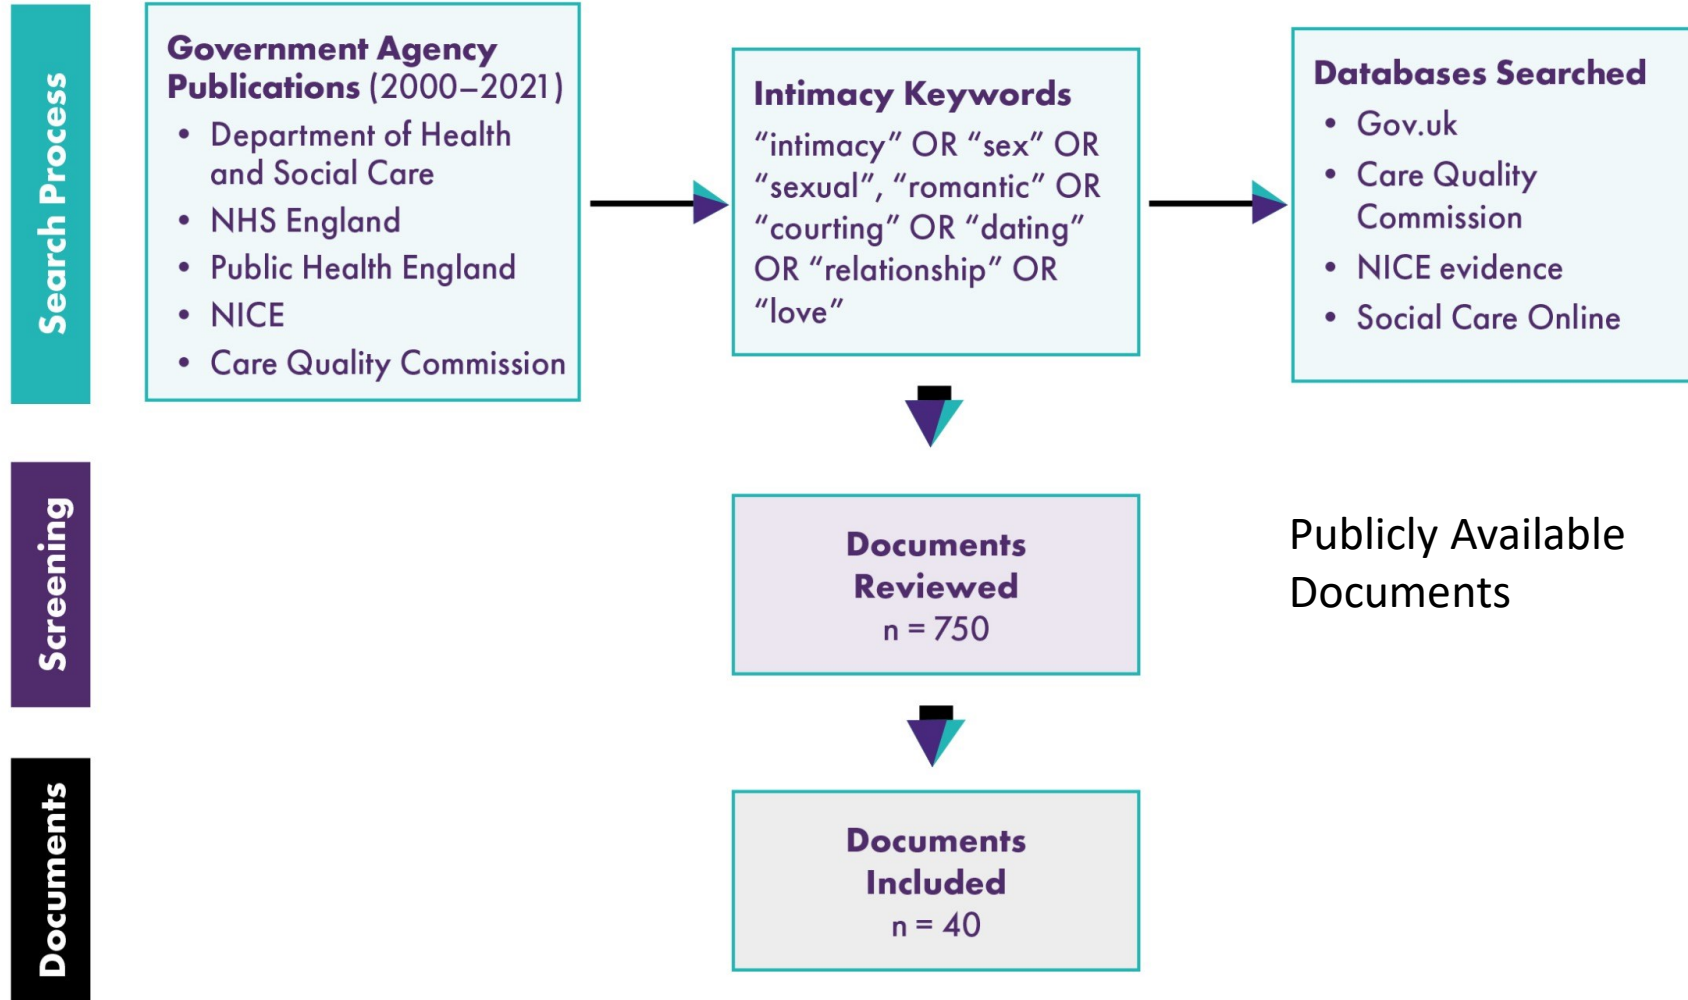 Search Process
Government Agency
Publications (2000–2021)
• Department of Health
and Social Care
• NHS England
• Public Health England
• NICE
• Care Quality Commission
Intimacy Keywords
“intimacy” OR “sex” OR
“sexual”, “romantic” OR
“courting” OR “dating”
OR “relationship” OR
“love”
Databases Searched
• Gov.uk
• Care Quality
Commission
• NICE evidence
• Social Care Online
Screening
Documents
Reviewed
n = 750
Publicly Available
Documents
Documents
Documents
Included
n = 40